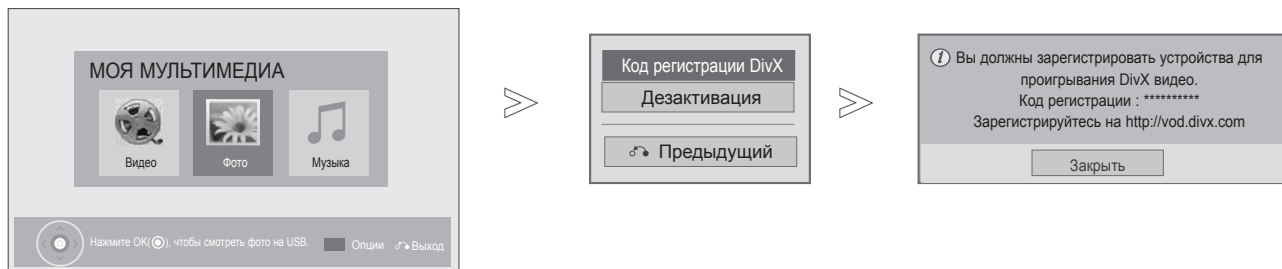 МОЯ МУЛЬТИМЕДИА
Видео
Фото
Музыка
Нажмите ОК(◉), чтобы смотреть фото на USB.
Опции
Выход
Код регистрации DivX
Дезактивация
Предыдущий
i Вы должны зарегистрировать устройства для
проигрывания DivX видео.
Код регистрации : **********
Зарегистрируйтесь на http://vod.divx.com
Закрыть